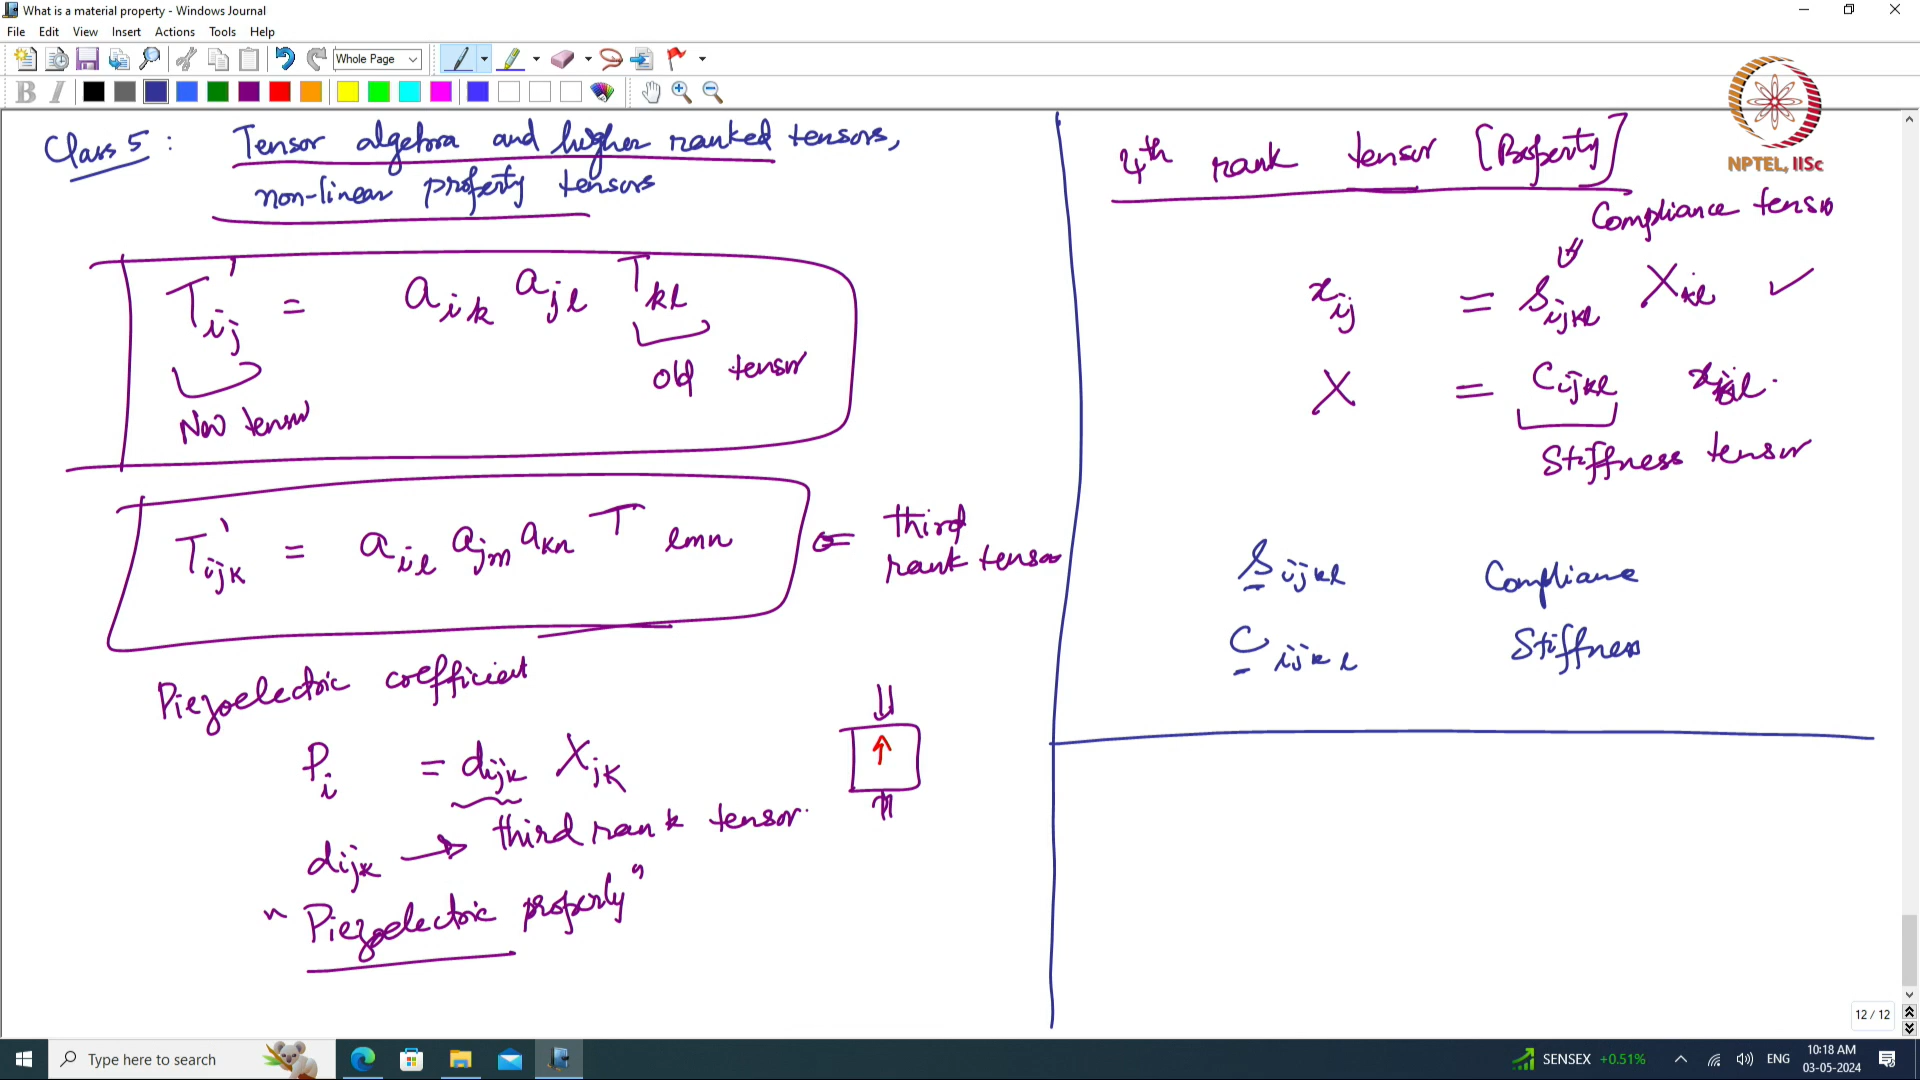 What is a material property - Windows Journal
File Edit View Insert Actions Tools Help
Whole Page
B I
NPTEL, IISc
Class 5 : Tensor algebra and higher ranked tensors,
non-linear property tensors
T'ij = aik ajl Tkl
New tensor
old tensor
T'ijk = ail ajm akn T lmn ⇐ third
rank tensor
Piezoelectric coefficient
Pi = dijk Xjk
dijk → third rank tensor.
"Piezoelectric property"
4th rank tensor [Property]
Compliance tensor
xij = Sijkl Xkl ✓
X = Cijkl
Stiffness tensor
Sijkl Compliance
Cijkl Stiffness
12 / 12
Type here to search
SENSEX +0.51%
ENG
10:18 AM
03-05-2024